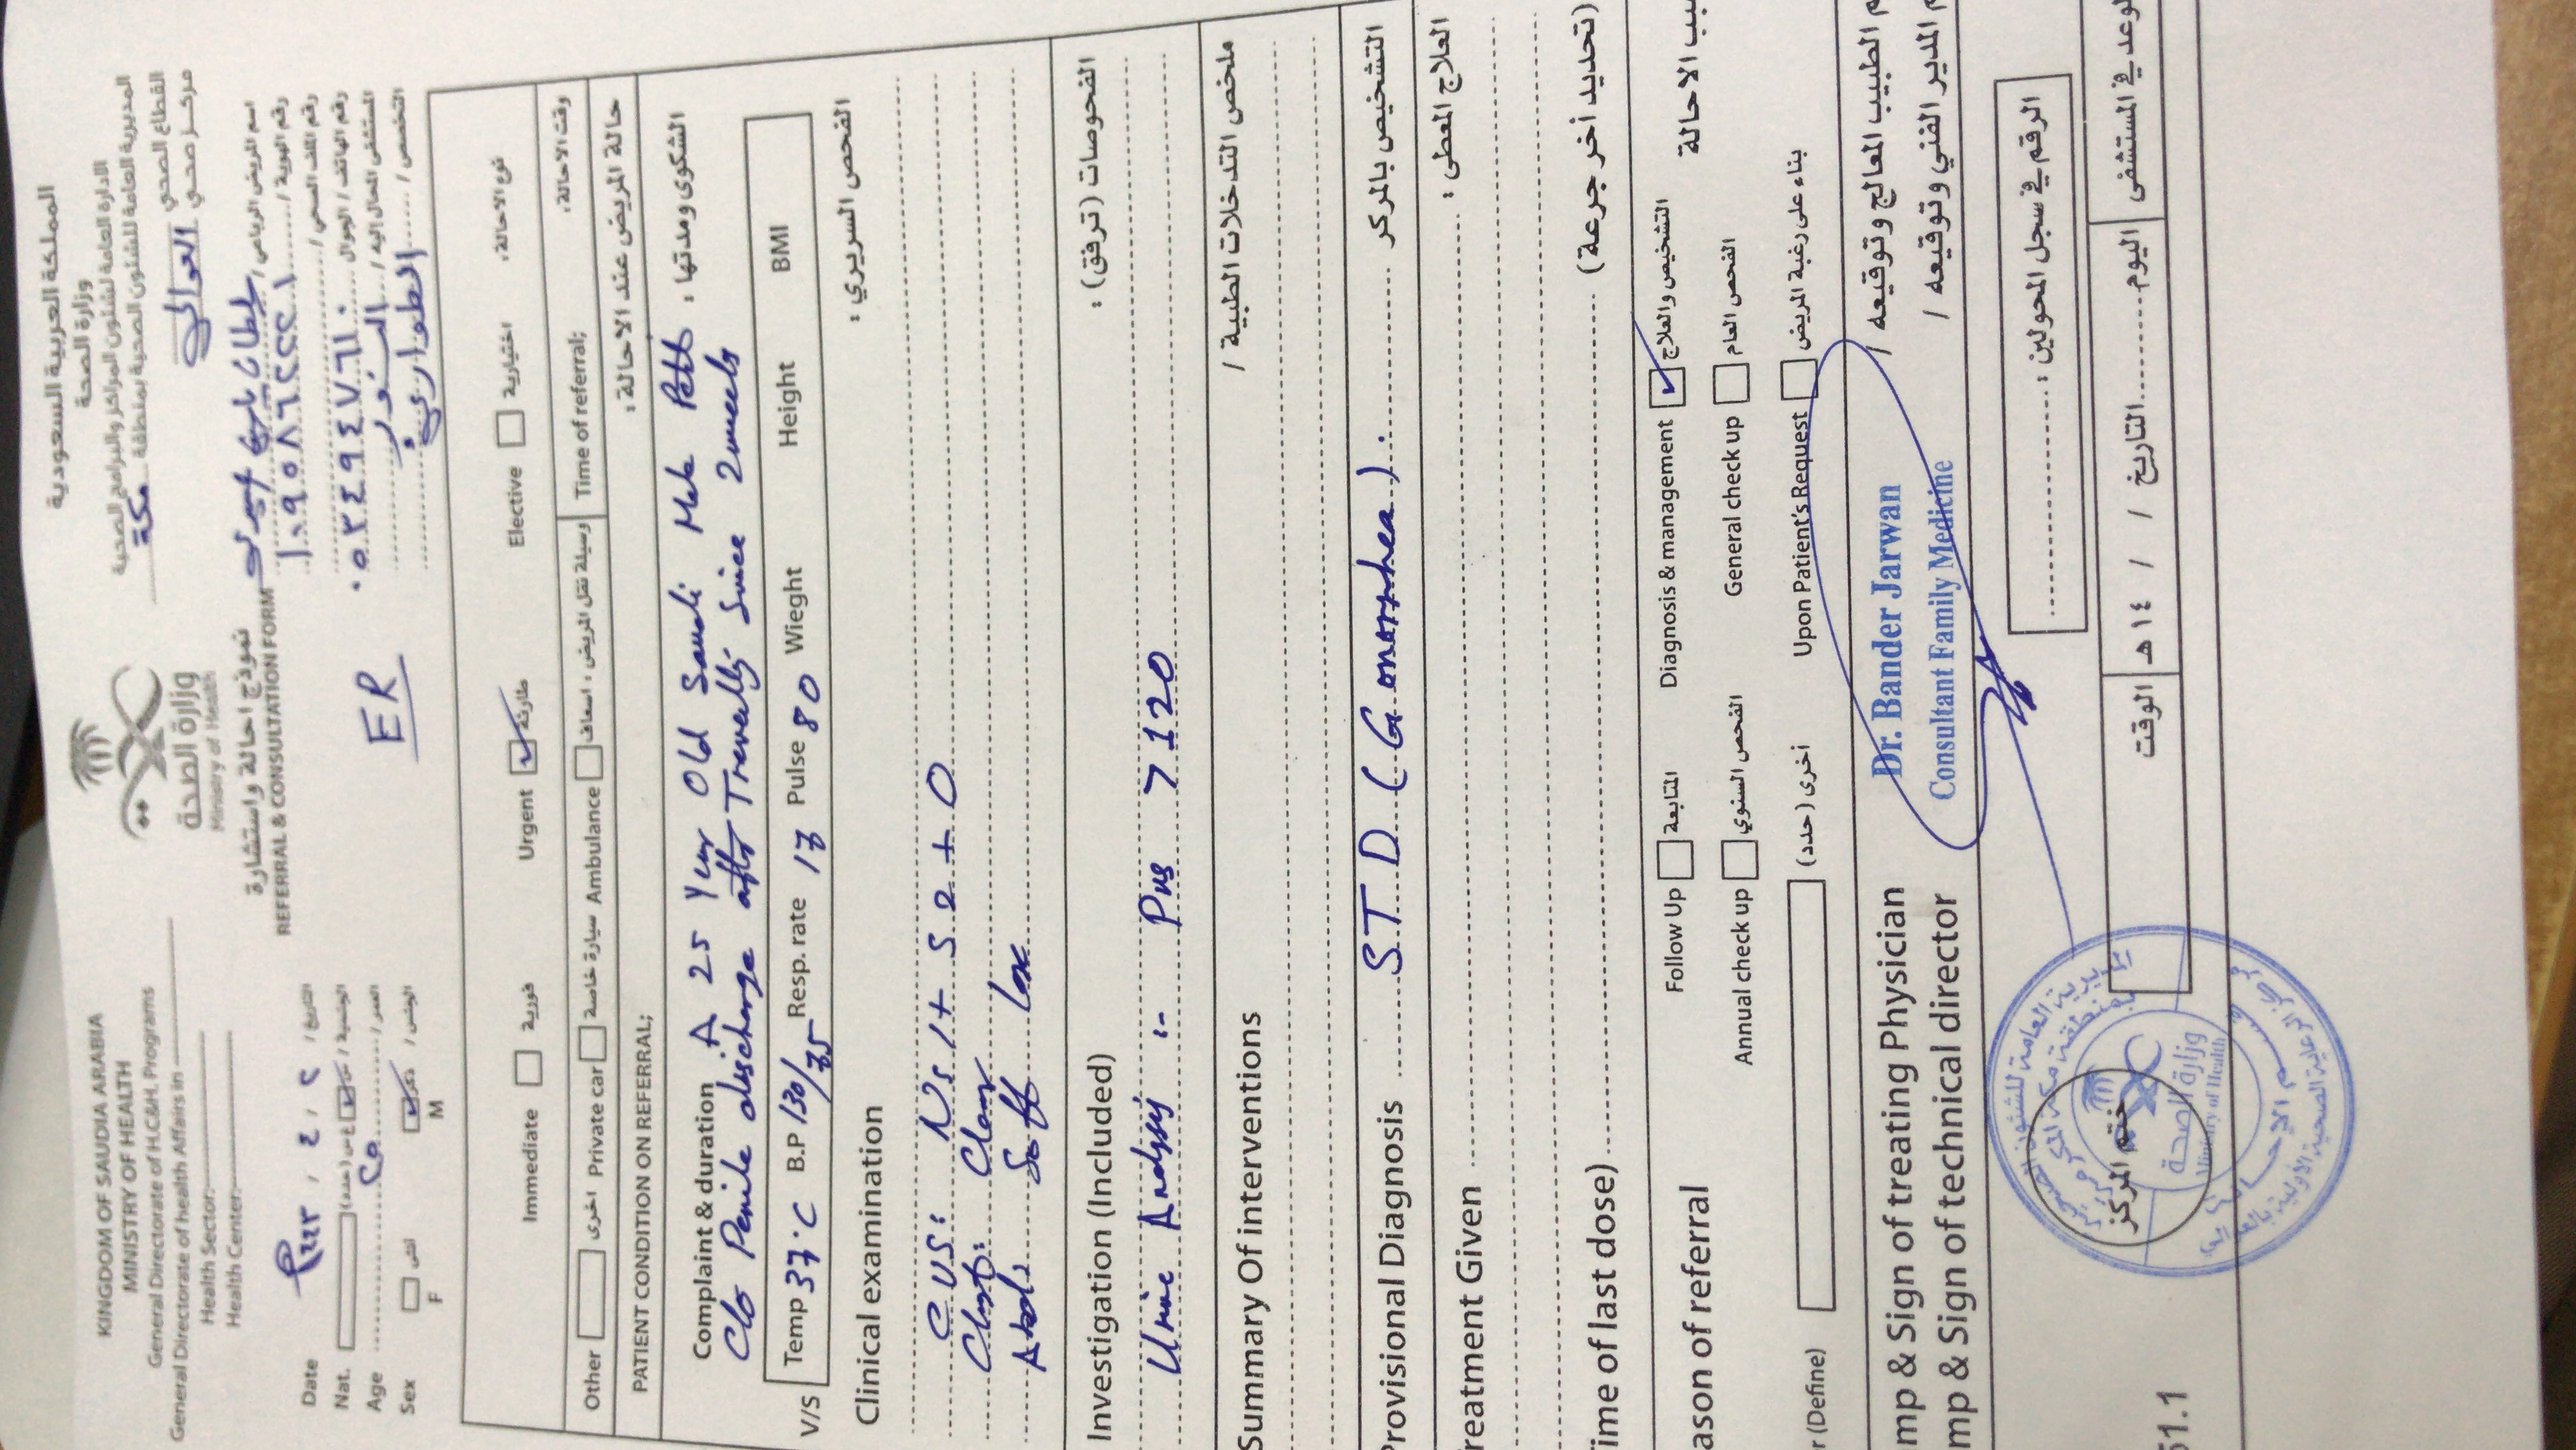 KINGDOM OF SAUDIA ARABIA
MINISTRY OF HEALTH
General Directorate of H.C&H. Programs
General Directorate of health Affairs in
Health Sector:
Health Center:
وزارة الصحة
Ministry of Health
نموذج احالة واستشارة
REFERRAL & CONSULTATION FORM
المملكة العربية السعودية
وزارة الصحة
الادارة العامة لشئون المراكز والبرامج الصحية
المديرية العامة للشئون الصحية بمنطقة مكة
القطاع الصحي
مركز صحي العوالي
اسم المريض الرباعي / سلطان ياسين
رقم الهوية / ١٠٩٥٨٦٢٢٢١
رقم الملف الصحي /
رقم الهاتف / الجوال ٠٥٣٤٩٤٧٦١٠
المستشفى المحال إليه / النور
التخصص / الطوارئ
Date ٢ / ٤ / ٢٠٢٣م التاريخ /
Nat. (حدد) غ س س الجنسية /
Age ٢٥ العمر /
Sex أنثى ذكر الجنس /
F M
ER
Immediate فورية Urgent طارئة Elective اختيارية نوع الاحالة:
Other اخرى Private car سيارة خاصة Ambulance وسيلة نقل المريض : اسعاف Time of referral; وقت الاحالة:
PATIENT CONDITION ON REFERRAL; حالة المريض عند الاحالة:
Complaint & duration A 25 Year Old Saudi Male الشكوى ومدتها:
C/o Penile discharge after Travelling Since 2 weeks
V/S Temp 37°C B.P 130/75 Resp. rate 17 Pulse 80 Wieght Height BMI
Clinical examination الفحص السريري :
CVS: Ns1+ S2+0
Chest: Clear
Abd: Soft Lax
Investigation (Included) الفحوصات (ترفق) :
Urine Analysis :- Pus >120
Summary Of interventions ملخص التدخلات الطبية /
Provisional Diagnosis STD (Gonorrhea). التشخيص بالمركز
reatment Given العلاج المعطى :
ime of last dose) (تحديد أخر جرعة)
ason of referral Follow Up المتابعة Diagnosis & management التشخيص والعلاج بب الاحالة
Annual check up الفحص السنوي General check up الفحص العام
r (Define) أخرى (حدد) Upon Patient's Request بناء على رغبة المريض
mp & Sign of treating Physician Dr. Bander Jarwan م الطبيب المعالج وتوقيعه /
mp & Sign of technical director Consultant Family Medicine م المدير الفني وتوقيعه /
الرقم في سجل المحولين :
وعد في المستشفى اليوم التاريخ / / ١٤هـ الوقت
51.1
ختم المركز
المديرية العامة للشئون الصحية
بمنطقة مكة المكرمة
وزارة الصحة
Ministry of Health
قسم الإحالات
مركز الرعاية الصحية الأولية بالعوالي